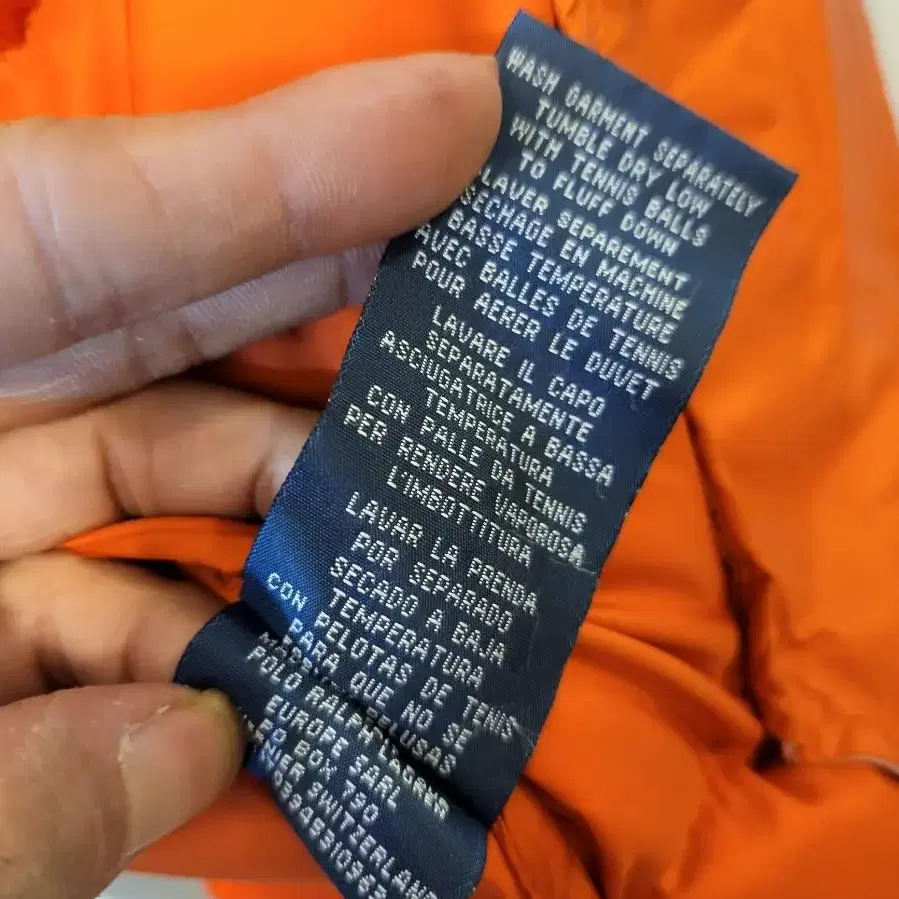 WASH GARMENT SEPARATELY
TUMBLE DRY LOW
WITH TENNIS BALLS
TO FLUFF DOWN
LAVER SEPAREMENT
SECHAGE EN MACHINE
BASSE TEMPERATURE
AVEC BALLES DE TENNIS
POUR AERER LE DUVET
LAVARE IL CAPO
SEPARATAMENTE
ASCIUGATRICE A BASSA
TEMPERATURA
CON PALLE DA TENNIS
PER RENDERE VAPOROSA
L'IMBOTTITURA
LAVAR LA PRENDA
POR SEPARADO
SECADO A BAJA
TEMPERATURA
CON PELOTAS DE TENIS
PARA QUE NO SE
POLO RALPH LAUREN
EUROPE SARL
BOX 750
SWITZERLAND